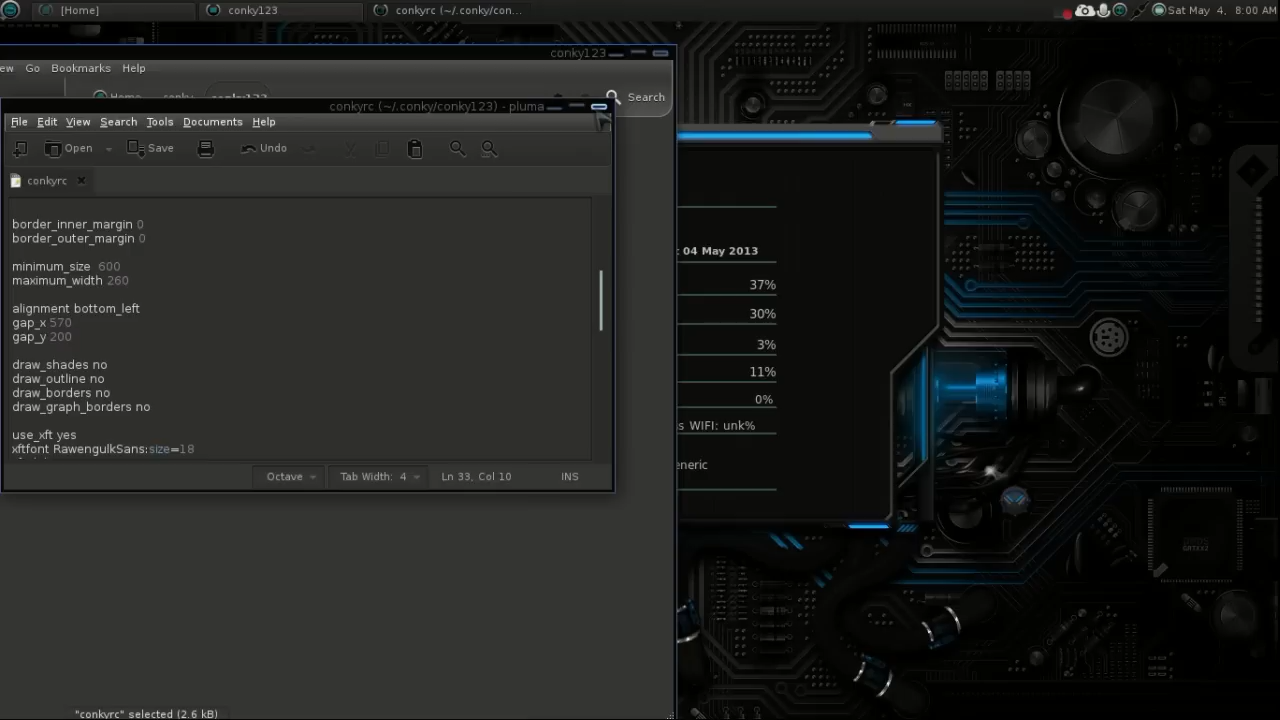 [Home]
conky123
conkyrc (~/.conky/con...
Sat May 4, 8:00 AM
conky123
ew Go Bookmarks Help
Home conky conky123
Search
conkyrc (~/.conky/conky123) - pluma
File Edit View Search Tools Documents Help
Open Save Undo
conkyrc
border_inner_margin 0
border_outer_margin 0
minimum_size 600
maximum_width 260
alignment bottom_left
gap_x 570
gap_y 200
draw_shades no
draw_outline no
draw_borders no
draw_graph_borders no
use_xft yes
xftfont RawengulkSans:size=18
Octave Tab Width: 4 Ln 33, Col 10 INS
: 04 May 2013
37%
30%
3%
11%
0%
ss WIFI: unk%
eneric
"conkyrc" selected (2.6 kB)